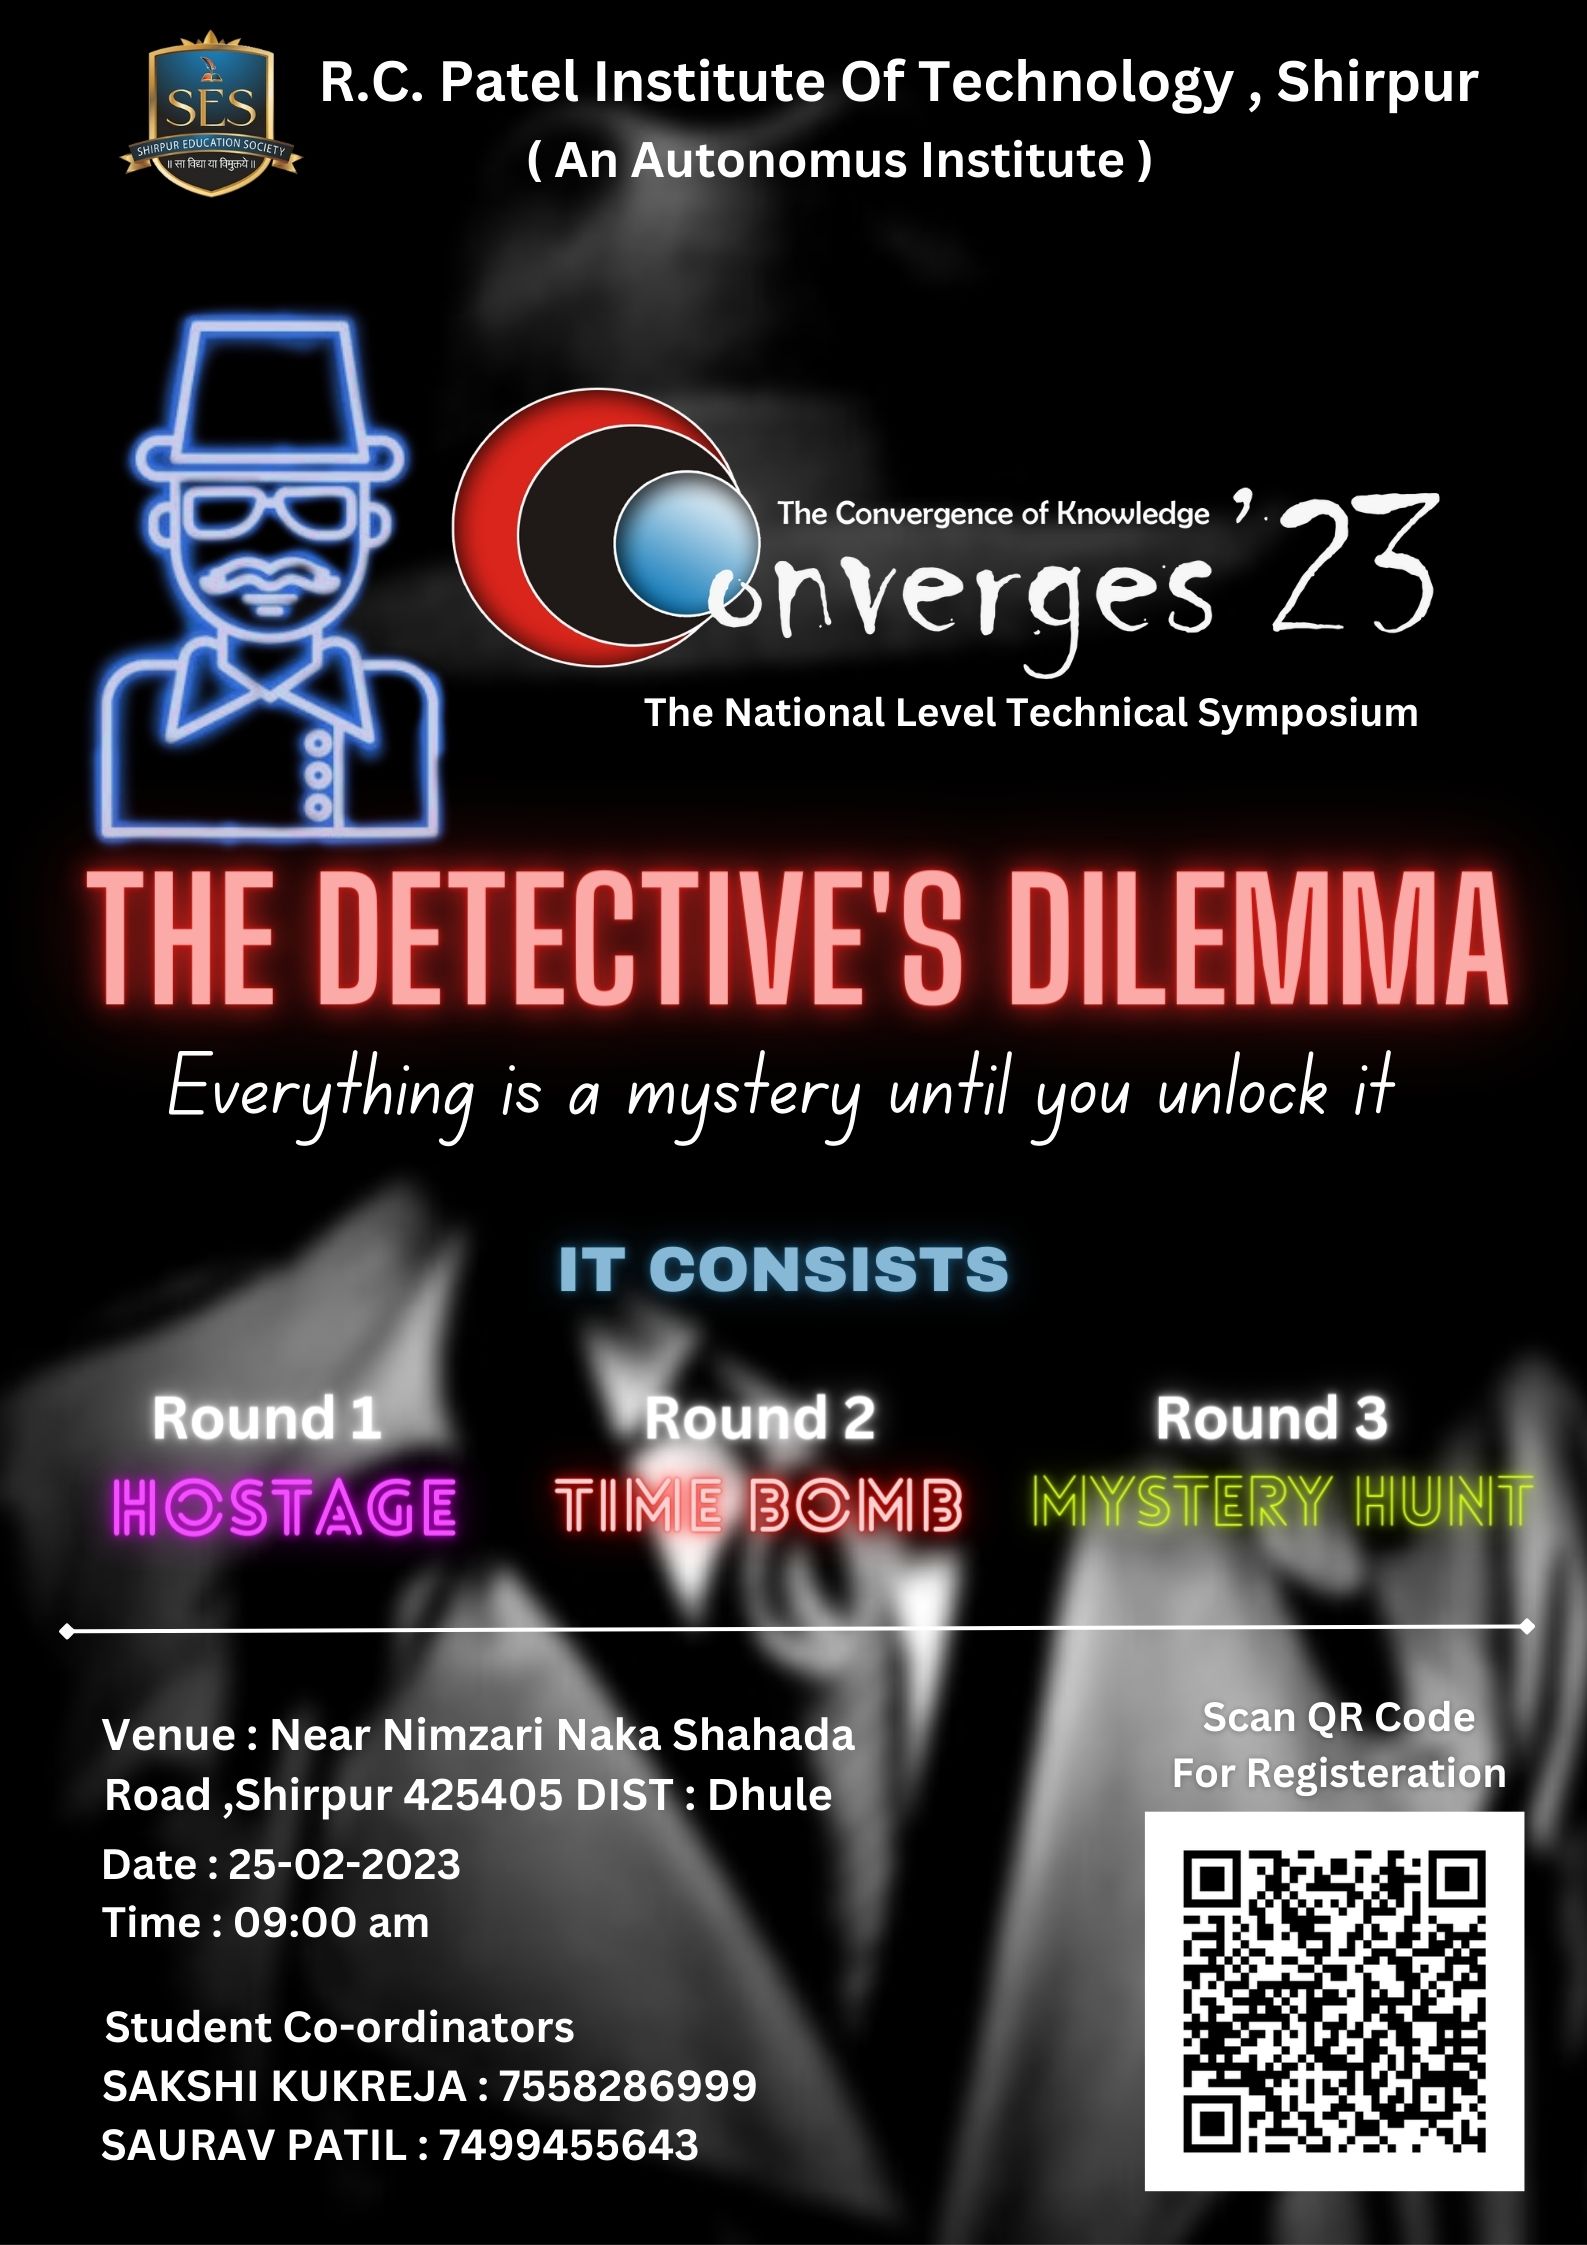 R.C. Patel Institute Of Technology , Shirpur
( An Autonomus Institute )
SES
SHIRPUR EDUCATION SOCIETY
॥ सा विद्या या विमुक्तये ॥
The Convergence of Knowledge
Converges '23
The National Level Technical Symposium
THE DETECTIVE'S DILEMMA
Everything is a mystery until you unlock it
IT CONSISTS
Round 1 Round 2 Round 3
HOSTAGE TIME BOMB MYSTERY HUNT
Venue : Near Nimzari Naka Shahada
Road ,Shirpur 425405 DIST : Dhule
Date : 25-02-2023
Time : 09:00 am
Student Co-ordinators
SAKSHI KUKREJA : 7558286999
SAURAV PATIL : 7499455643
Scan QR Code
For Registeration